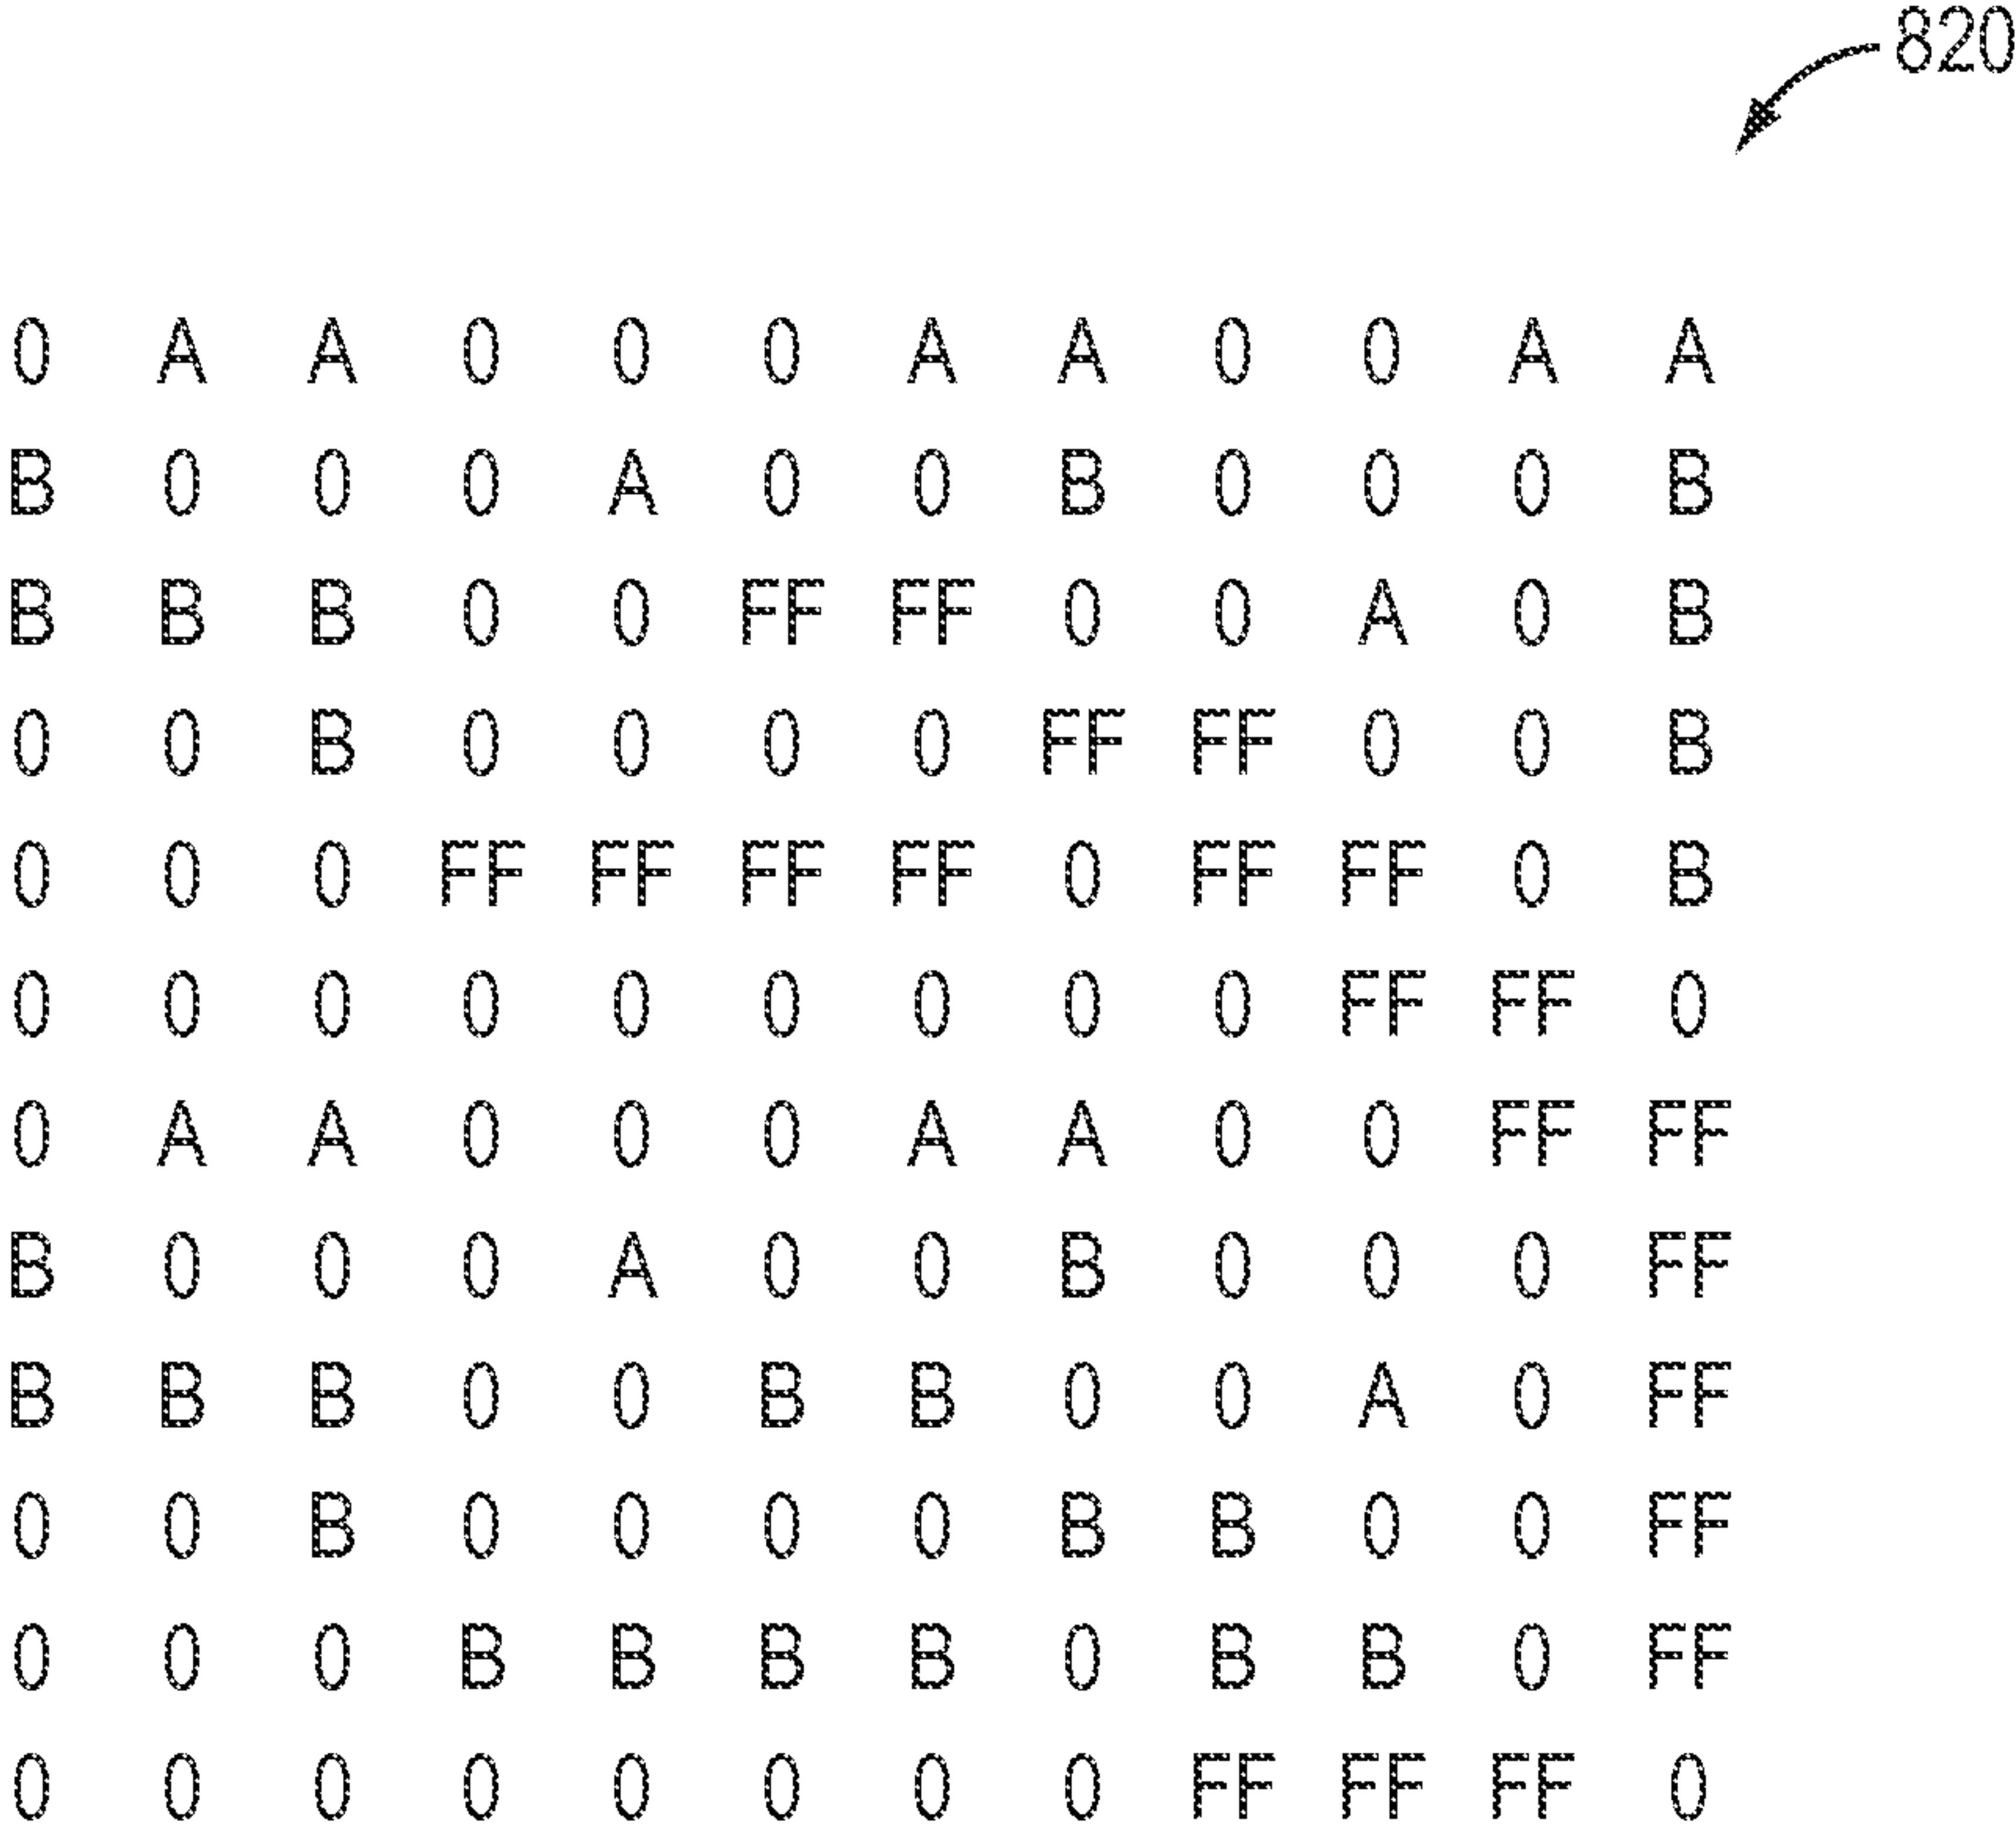 820
0 A A 0 0 0 A A 0 0 A A
B 0 0 0 A 0 0 B 0 0 0 B
B B B 0 0 FF FF 0 0 A 0 B
0 0 B 0 0 0 0 FF FF 0 0 B
0 0 0 FF FF FF FF 0 FF FF 0 B
0 0 0 0 0 0 0 0 0 FF FF 0
0 A A 0 0 0 A A 0 0 FF FF
B 0 0 0 A 0 0 B 0 0 0 FF
B B B 0 0 B B 0 0 A 0 FF
0 0 B 0 0 0 0 B B 0 0 FF
0 0 0 B B B B 0 B B 0 FF
0 0 0 0 0 0 0 0 FF FF FF 0